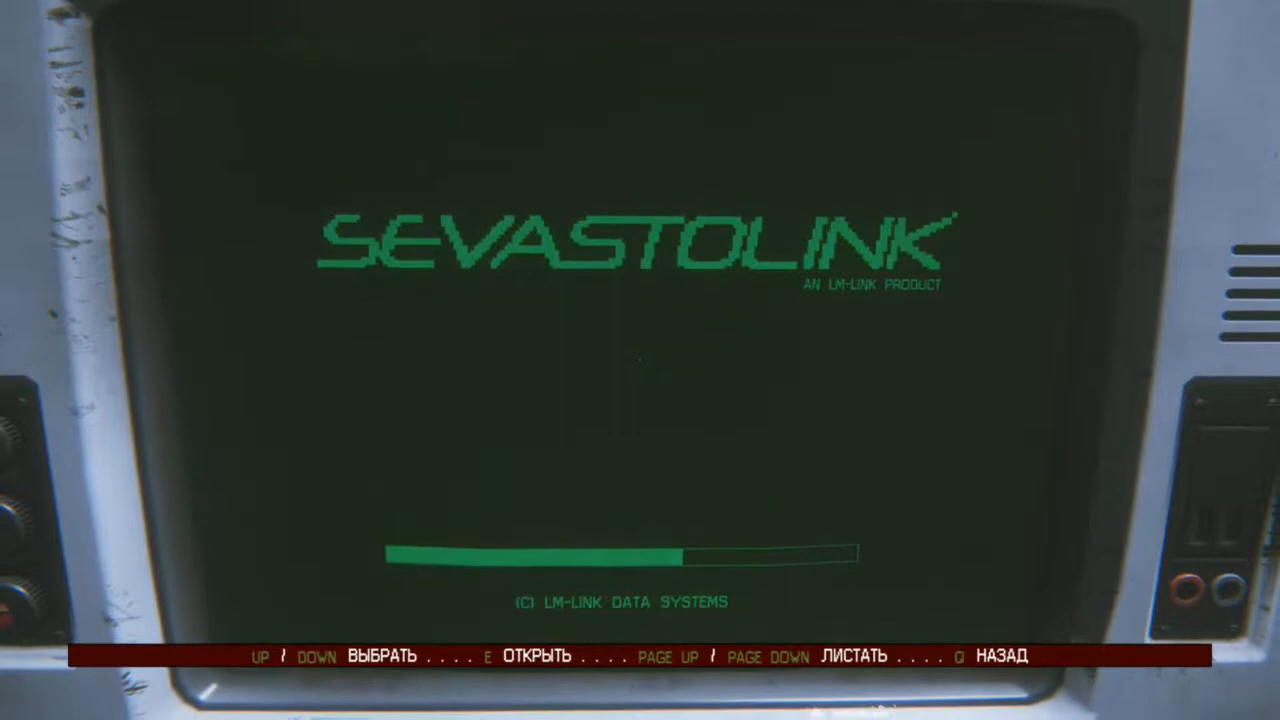 SEVASTOLINK
AN LM-LINK PRODUCT
(C) LM-LINK DATA SYSTEMS
UP / DOWN ВЫБРАТЬ .... E ОТКРЫТЬ .... PAGE UP / PAGE DOWN ЛИСТАТЬ .... Q НАЗАД